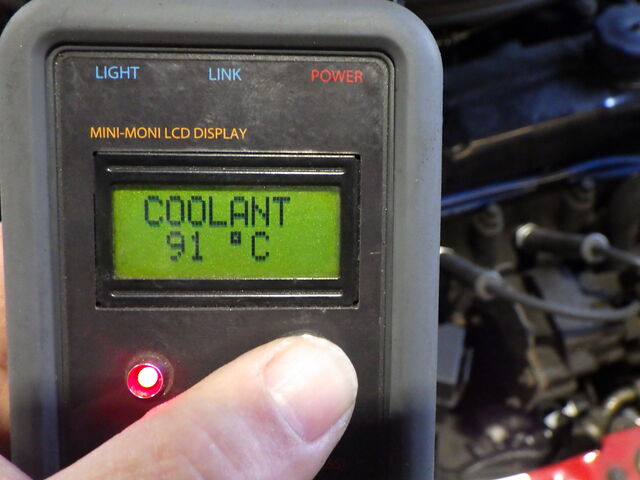 LIGHT LINK POWER
MINI-MONI LCD DISPLAY
COOLANT
91 °C